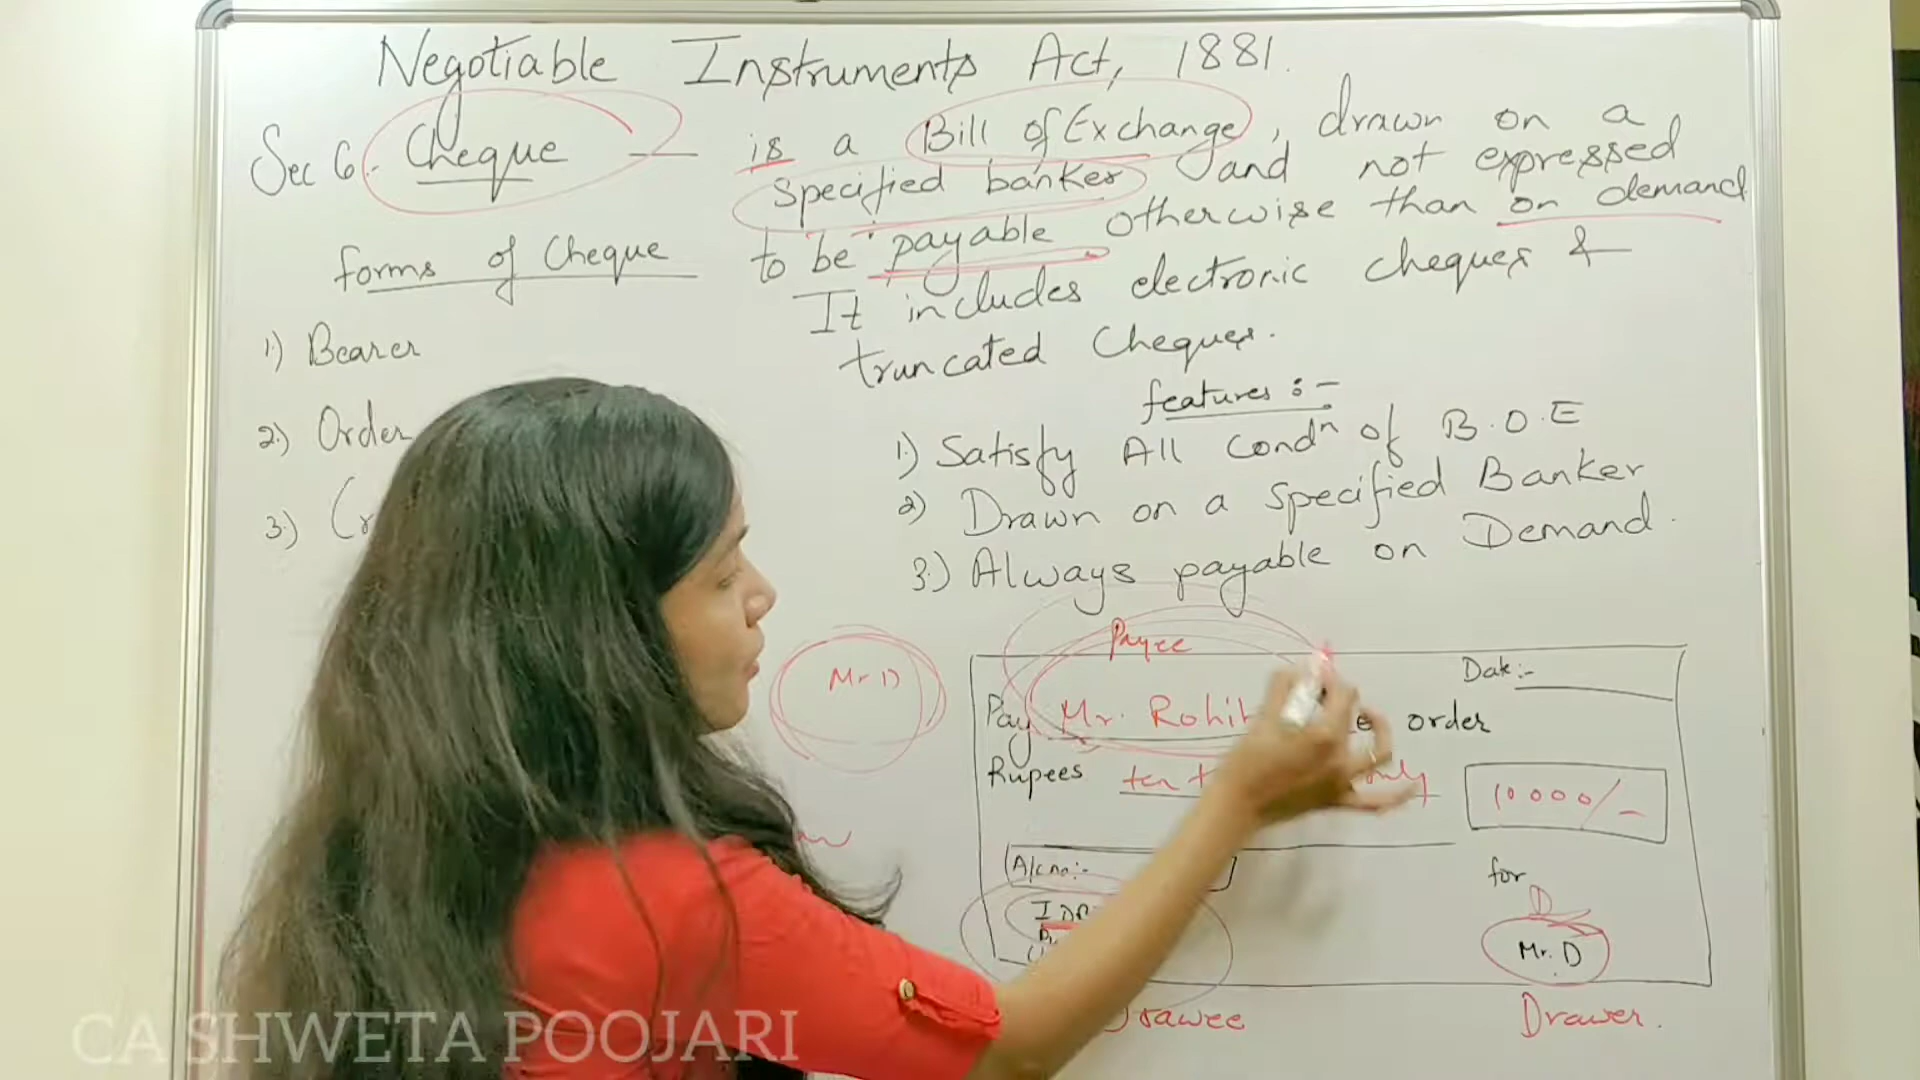 Negotiable Instruments Act, 1881.
Sec 6:- Cheque — is a Bill of Exchange, drawn on a
specified banker and not expressed
to be payable otherwise than on demand
It includes electronic cheques &
truncated Cheques.
forms of Cheque
1.) Bearer
2.) Order
3.)
features :-
1.) Satisfy All Condn of B.O.E
2) Drawn on a specified Banker
3.) Always payable on Demand.
Mr D
Payee
Date:-
Pay Mr. Rohit order
Rupees ten only
10000/-
A/c no:-
for
D
Mr. D
Drawer.
CA SHWETA POOJARI